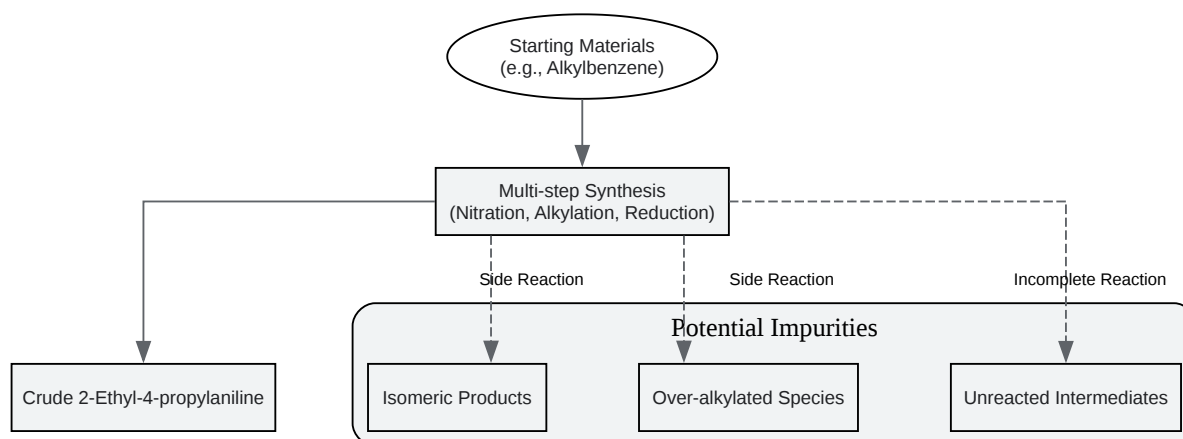 Starting Materials
(e.g., Alkylbenzene)
Multi-step Synthesis
(Nitration, Alkylation, Reduction)
Side Reaction
Side Reaction
Incomplete Reaction
Potential Impurities
Crude 2-Ethyl-4-propylaniline
Isomeric Products
Over-alkylated Species
Unreacted Intermediates